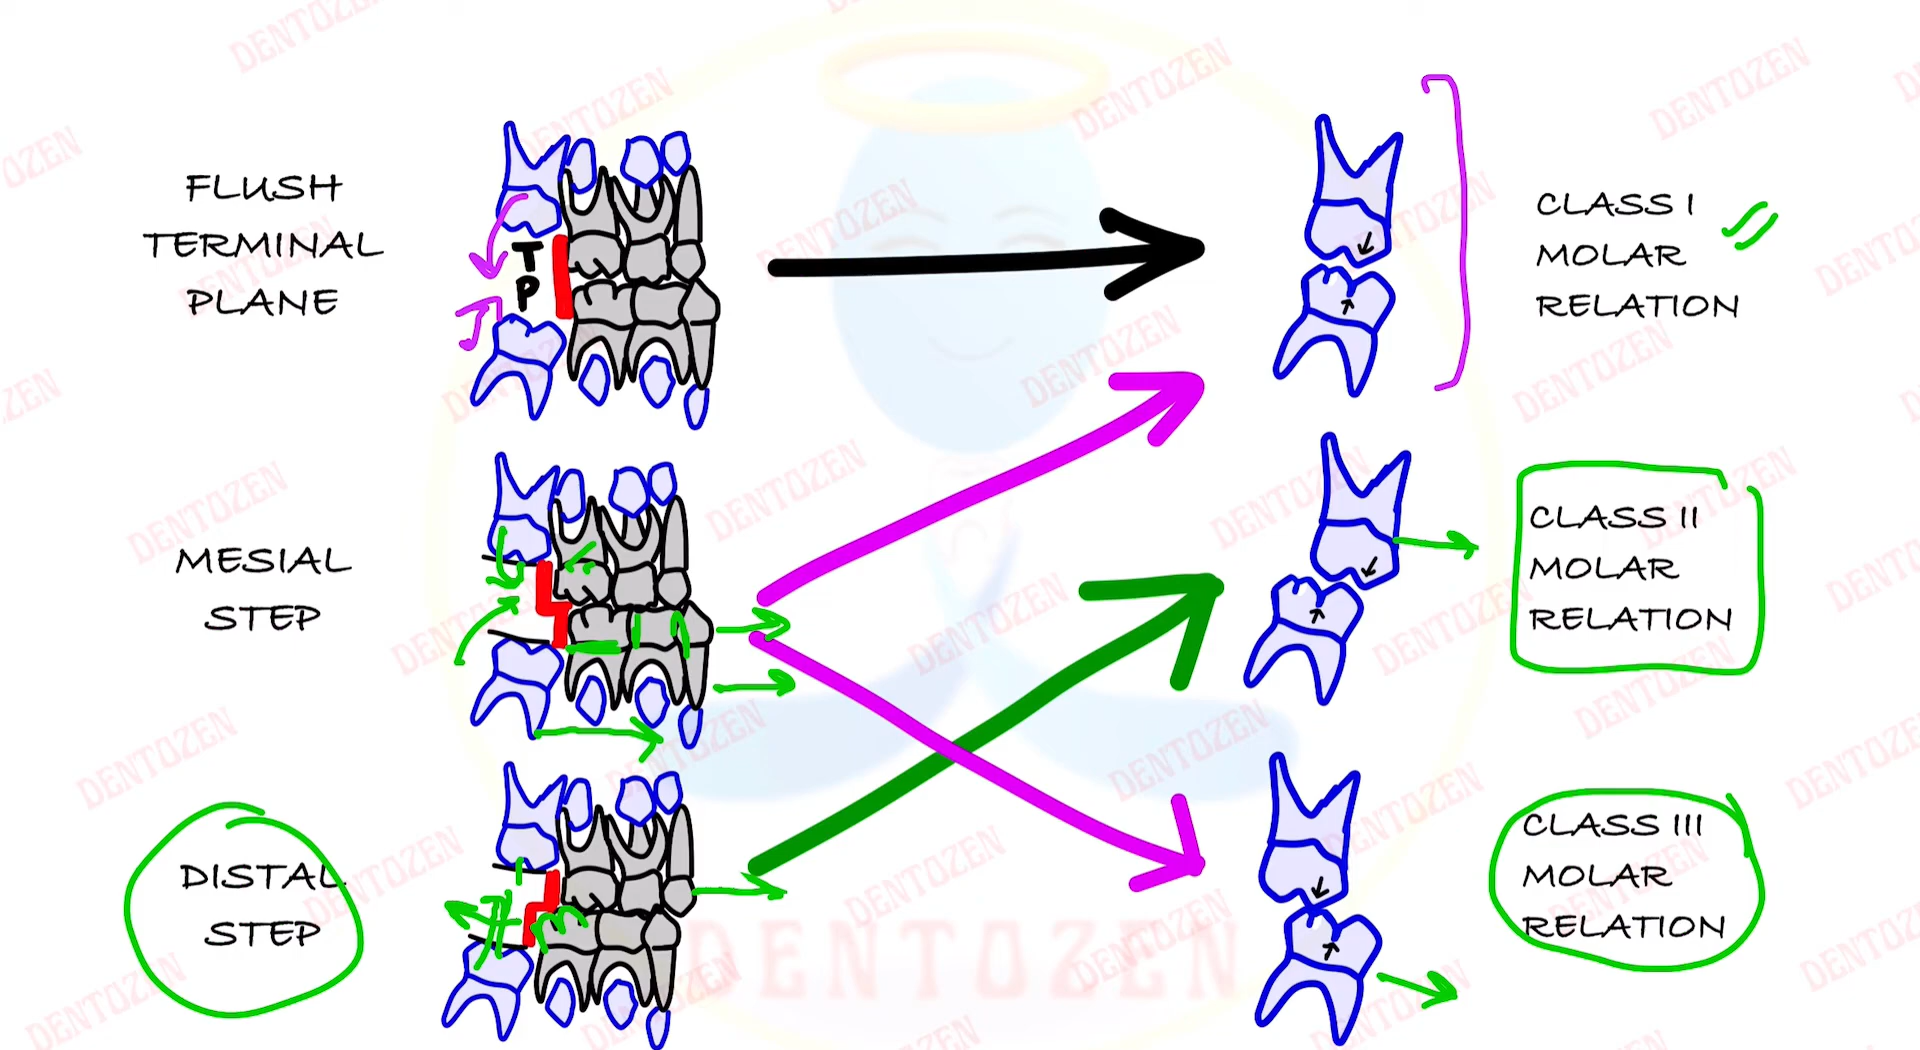 FLUSH
TERMINAL
PLANE
T
P
CLASS I
MOLAR
RELATION
MESIAL
STEP
CLASS II
MOLAR
RELATION
DISTAL
STEP
CLASS III
MOLAR
RELATION
DENTOZEN